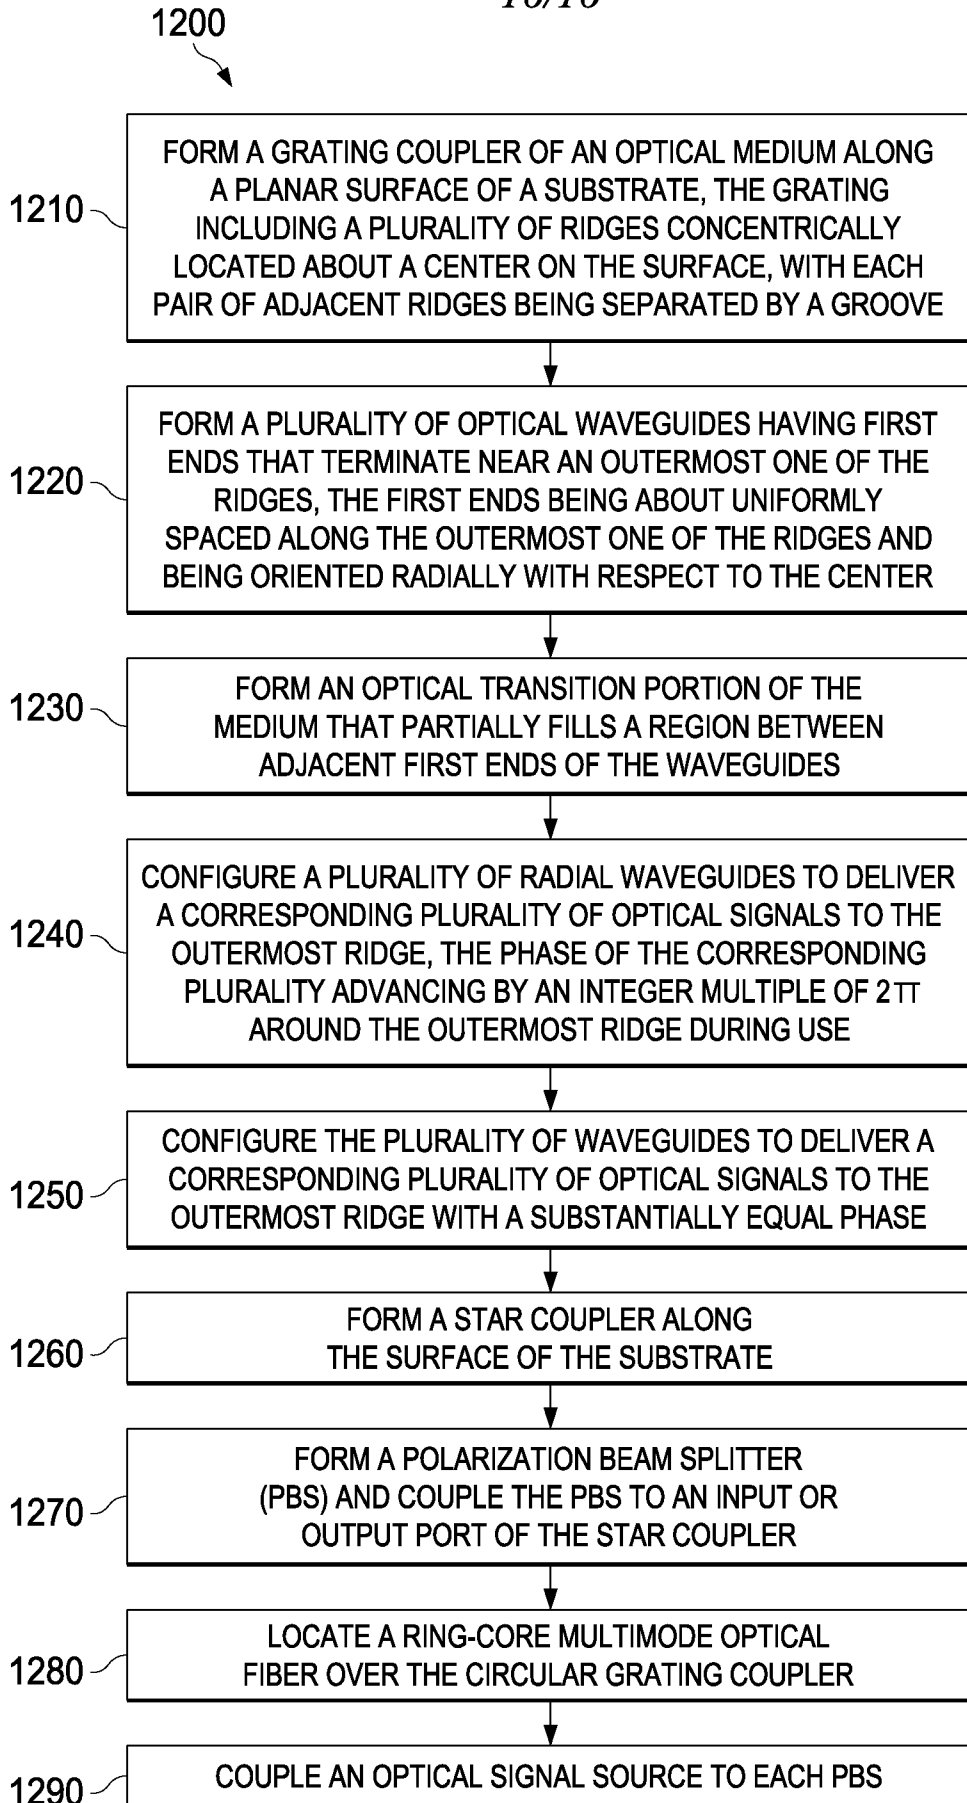 1200
FORM A GRATING COUPLER OF AN OPTICAL MEDIUM ALONG
A PLANAR SURFACE OF A SUBSTRATE, THE GRATING
INCLUDING A PLURALITY OF RIDGES CONCENTRICALLY
LOCATED ABOUT A CENTER ON THE SURFACE, WITH EACH
PAIR OF ADJACENT RIDGES BEING SEPARATED BY A GROOVE
1210
FORM A PLURALITY OF OPTICAL WAVEGUIDES HAVING FIRST
ENDS THAT TERMINATE NEAR AN OUTERMOST ONE OF THE
RIDGES, THE FIRST ENDS BEING ABOUT UNIFORMLY
SPACED ALONG THE OUTERMOST ONE OF THE RIDGES AND
BEING ORIENTED RADIALLY WITH RESPECT TO THE CENTER
1220
FORM AN OPTICAL TRANSITION PORTION OF THE
MEDIUM THAT PARTIALLY FILLS A REGION BETWEEN
ADJACENT FIRST ENDS OF THE WAVEGUIDES
1230
CONFIGURE A PLURALITY OF RADIAL WAVEGUIDES TO DELIVER
A CORRESPONDING PLURALITY OF OPTICAL SIGNALS TO THE
OUTERMOST RIDGE, THE PHASE OF THE CORRESPONDING
PLURALITY ADVANCING BY AN INTEGER MULTIPLE OF 2π
AROUND THE OUTERMOST RIDGE DURING USE
1240
CONFIGURE THE PLURALITY OF WAVEGUIDES TO DELIVER A
CORRESPONDING PLURALITY OF OPTICAL SIGNALS TO THE
OUTERMOST RIDGE WITH A SUBSTANTIALLY EQUAL PHASE
1250
FORM A STAR COUPLER ALONG
THE SURFACE OF THE SUBSTRATE
1260
FORM A POLARIZATION BEAM SPLITTER
(PBS) AND COUPLE THE PBS TO AN INPUT OR
OUTPUT PORT OF THE STAR COUPLER
1270
LOCATE A RING-CORE MULTIMODE OPTICAL
FIBER OVER THE CIRCULAR GRATING COUPLER
1280
COUPLE AN OPTICAL SIGNAL SOURCE TO EACH PBS
1290